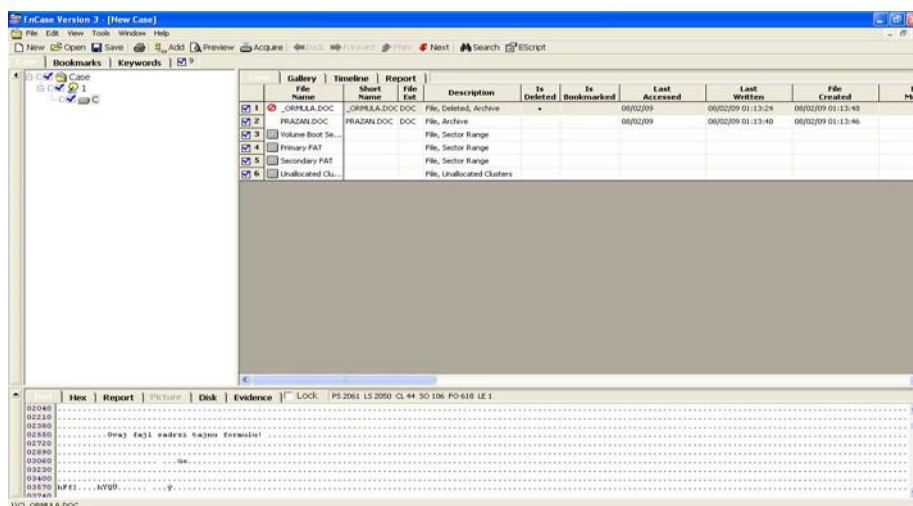 EnCase Version 3 - [New Case]
File Edit View Tools Window Help
New Open Save Add Preview Acquire Back Forward Prev Next Search EScript
Bookmarks Keywords 9
Case
1
C
Gallery Timeline Report
File Name Short Name File Ext Description Is Deleted Is Bookmarked Last Accessed Last Written File Created
1 _ORMULA.DOC _ORMULA.DOC DOC File, Deleted, Archive • 08/02/09 08/02/09 01:13:24 08/02/09 01:13:48
2 PRAZAN.DOC PRAZAN.DOC DOC File, Archive 08/02/09 08/02/09 01:13:40 08/02/09 01:13:46
3 Volume Boot Se... File, Sector Range
4 Primary FAT File, Sector Range
5 Secondary FAT File, Sector Range
6 Unallocated Clu... File, Unallocated Clusters
Hex Report Picture Disk Evidence Lock PS 2061 LS 2050 CL 44 SO 106 FO 618 LE 1
02040
02210
02380
02550 Ovaj fajl sadrzi tajnu formulu!
02720
02890
03060
03230
03400
03570
03740
1\C\_ORMULA.DOC